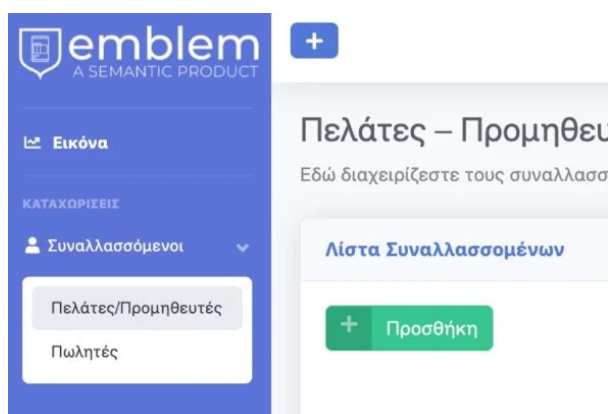 emblem
A SEMANTIC PRODUCT
+
Εικόνα
ΚΑΤΑΧΩΡΙΣΕΙΣ
Συναλλασσόμενοι
Πελάτες/Προμηθευτές
Πωλητές
Πελάτες – Προμηθευ
Εδώ διαχειρίζεστε τους συναλλασσ
Λίστα Συναλλασσομένων
+ Προσθήκη